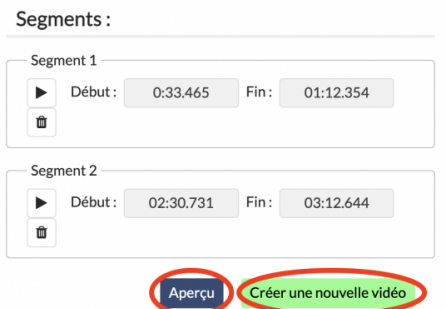 Segments :
Segment 1
Début : 0:33.465 Fin : 01:12.354
Segment 2
Début : 02:30.731 Fin : 03:12.644
Aperçu Créer une nouvelle vidéo